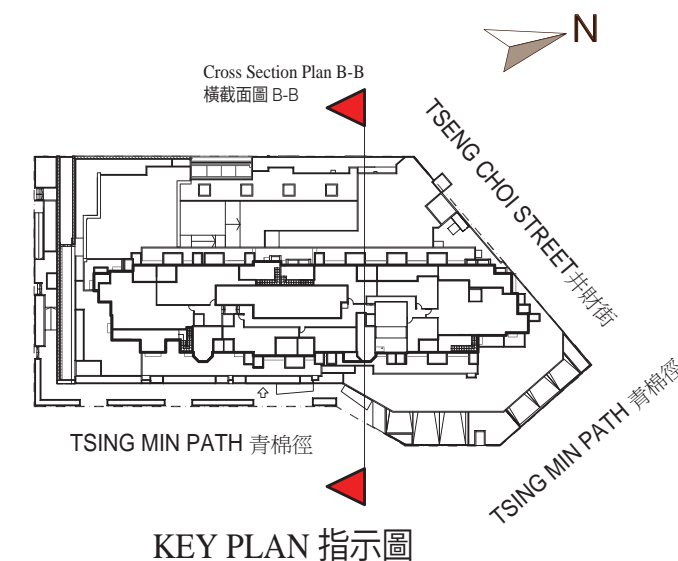 N
Cross Section Plan B-B
橫截面圖 B-B
TSENG CHOI STREET 井財街
TSING MIN PATH 青棉徑
TSING MIN PATH 青棉徑
KEY PLAN 指示圖